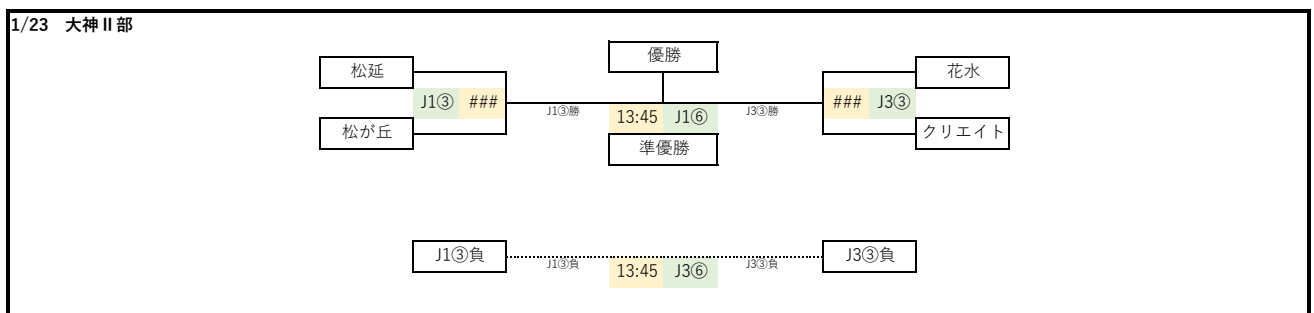 1/23 大神Ⅱ部
優勝
松延 花水
J1③ ### J1③勝 13:45 J1⑥ J3③勝 ### J3③
松が丘 準優勝 クリエイト
J1③負 J1③負 13:45 J3⑥ J3③負 J3③負